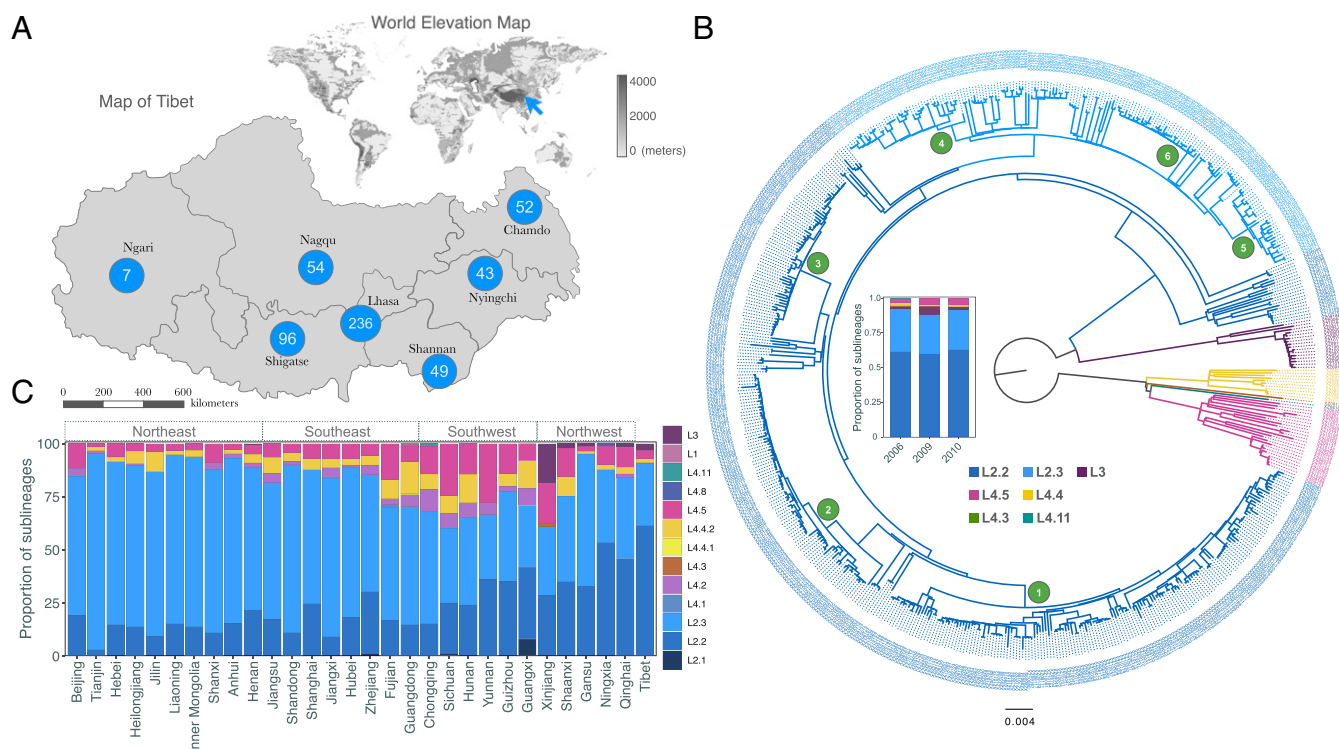 A
World Elevation Map
4000
2000
0 (meters)
Map of Tibet
52
Chamdo
Ngari
7
Nagqu
54
43
Nyingchi
Lhasa
236
96
Shigatse
Shannan
49
0 200 400 600
kilometers
B
4
6
5
3
2
1
Proportion of sublineages
1.0
0.75
0.5
0.25
0
2006
2009
2010
L2.2 L2.3 L3
L4.5 L4.4
L4.3 L4.11
0.004
C
Northeast Southeast Southwest Northwest
Proportion of sublineages
100
75
50
25
0
Beijing
Tianjin
Hebei
Heilongjiang
Jilin
Liaoning
nner Mongolia
Shanxi
Anhui
Henan
Jiangsu
Shandong
Shanghai
Jiangxi
Hubei
Zhejiang
Fujian
Guangdong
Chongqing
Sichuan
Hunan
Yunnan
Guizhou
Guangxi
Xinjiang
Shaanxi
Gansu
Ningxia
Qinghai
Tibet
L3
L1
L4.11
L4.8
L4.5
L4.4.2
L4.4.1
L4.3
L4.2
L4.1
L2.3
L2.2
L2.1